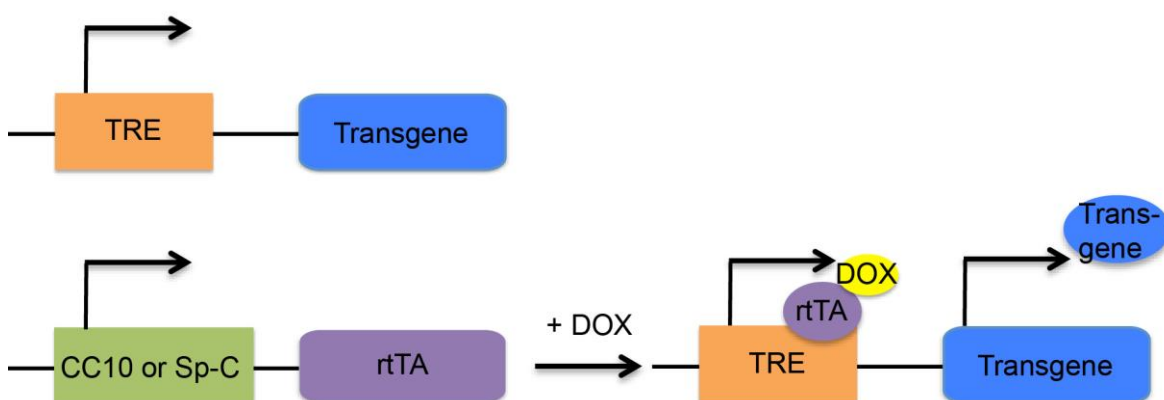 TRE
Transgene
CC10 or Sp-C
rtTA
+ DOX
TRE
rtTA
DOX
Transgene
Trans-
gene